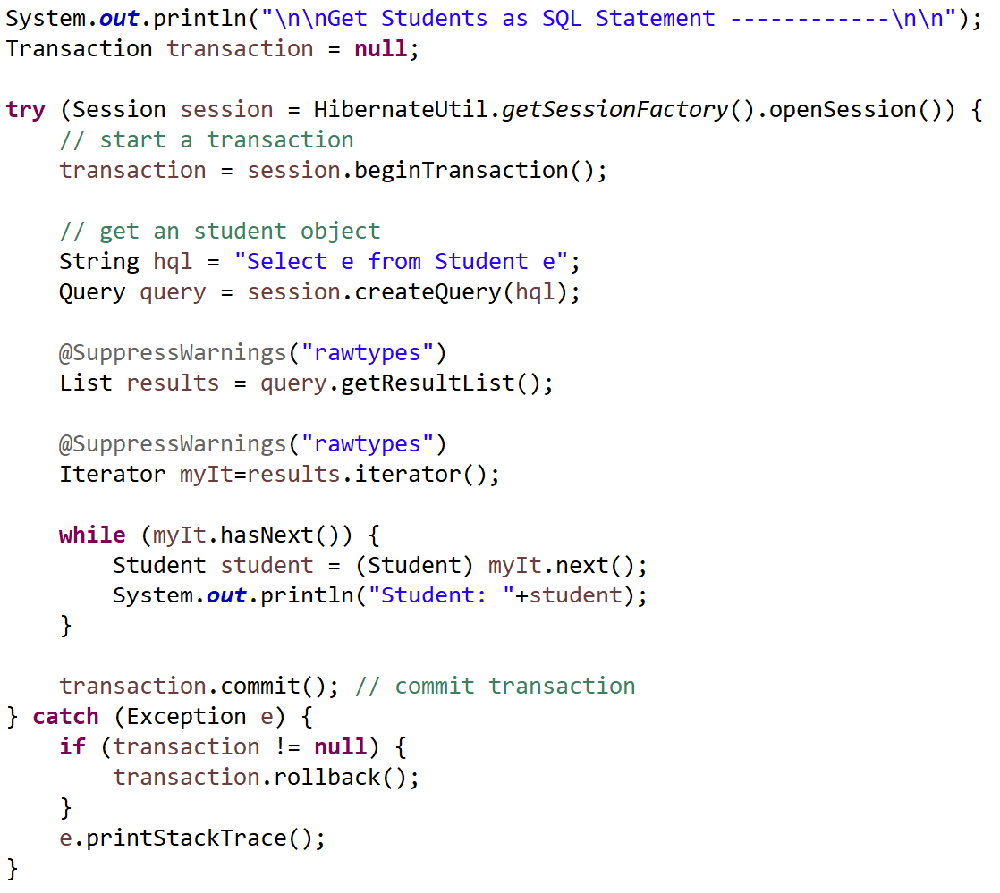 System.out.println("\n\nGet Students as SQL Statement ------------\n\n");
Transaction transaction = null;

try (Session session = HibernateUtil.getSessionFactory().openSession()) {
    // start a transaction
    transaction = session.beginTransaction();

    // get an student object
    String hql = "Select e from Student e";
    Query query = session.createQuery(hql);

    @SuppressWarnings("rawtypes")
    List results = query.getResultList();

    @SuppressWarnings("rawtypes")
    Iterator myIt=results.iterator();

    while (myIt.hasNext()) {
        Student student = (Student) myIt.next();
        System.out.println("Student: "+student);
    }

    transaction.commit(); // commit transaction
} catch (Exception e) {
    if (transaction != null) {
        transaction.rollback();
    }
    e.printStackTrace();
}